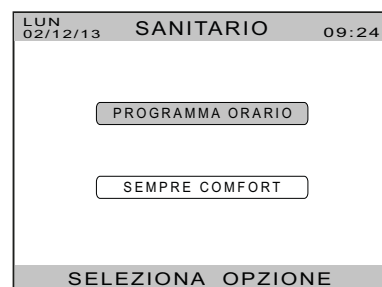 LUN
02/12/13 SANITARIO 09:24
PROGRAMMA ORARIO
SEMPRE COMFORT
SELEZIONA OPZIONE